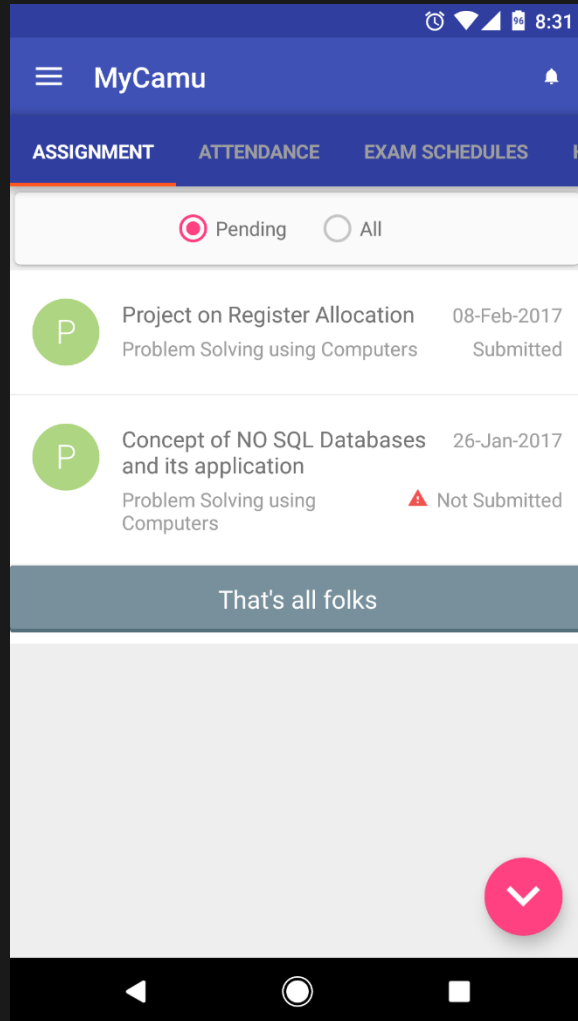 96 8:31
MyCamu
ASSIGNMENT ATTENDANCE EXAM SCHEDULES
Pending All
P Project on Register Allocation 08-Feb-2017
Problem Solving using Computers Submitted
P Concept of NO SQL Databases 26-Jan-2017
and its application
Problem Solving using Not Submitted
Computers
That's all folks